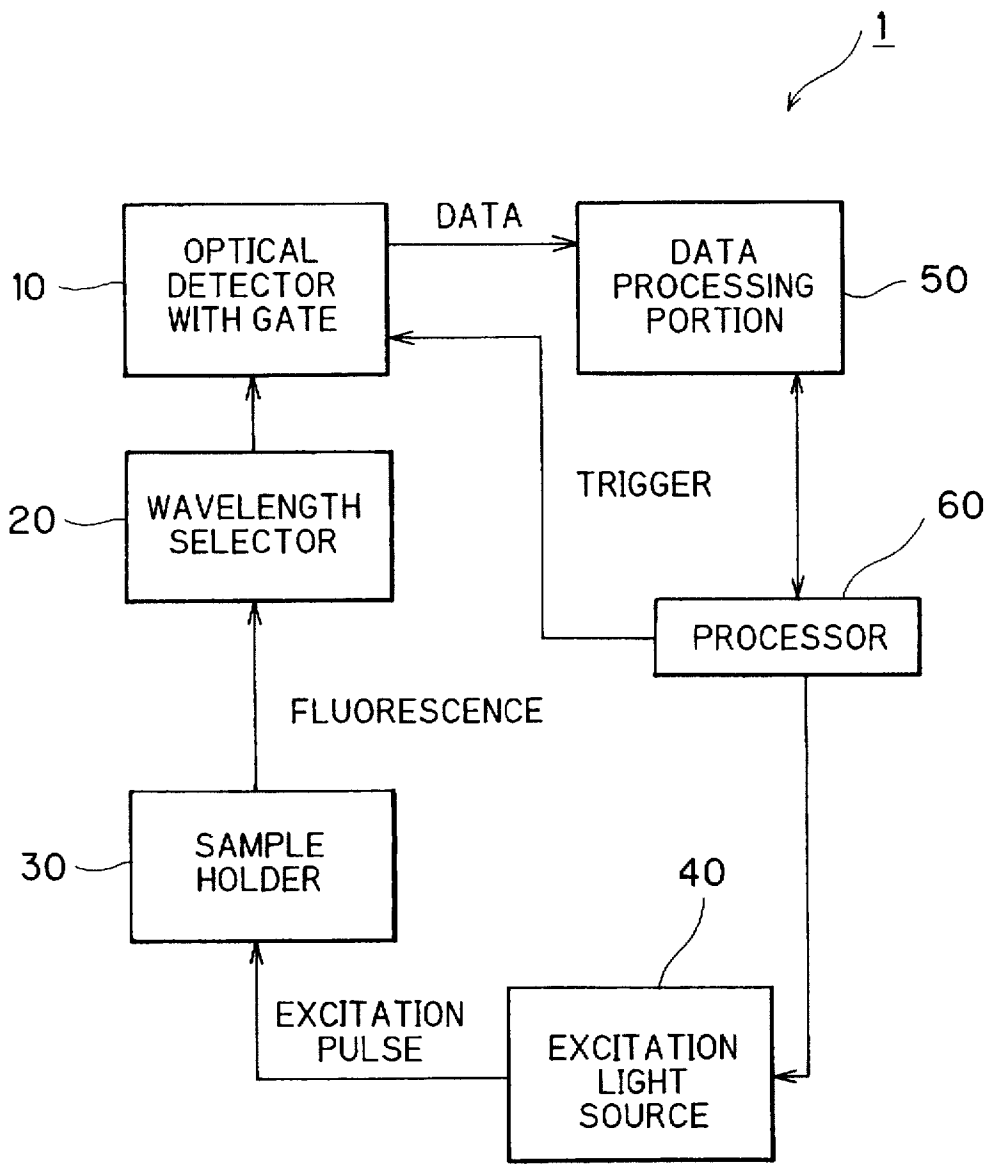 1
DATA
OPTICAL
DETECTOR
WITH GATE
10
DATA
PROCESSING
PORTION
50
TRIGGER
WAVELENGTH
SELECTOR
20
60
PROCESSOR
FLUORESCENCE
SAMPLE
HOLDER
30
40
EXCITATION
PULSE
EXCITATION
LIGHT
SOURCE